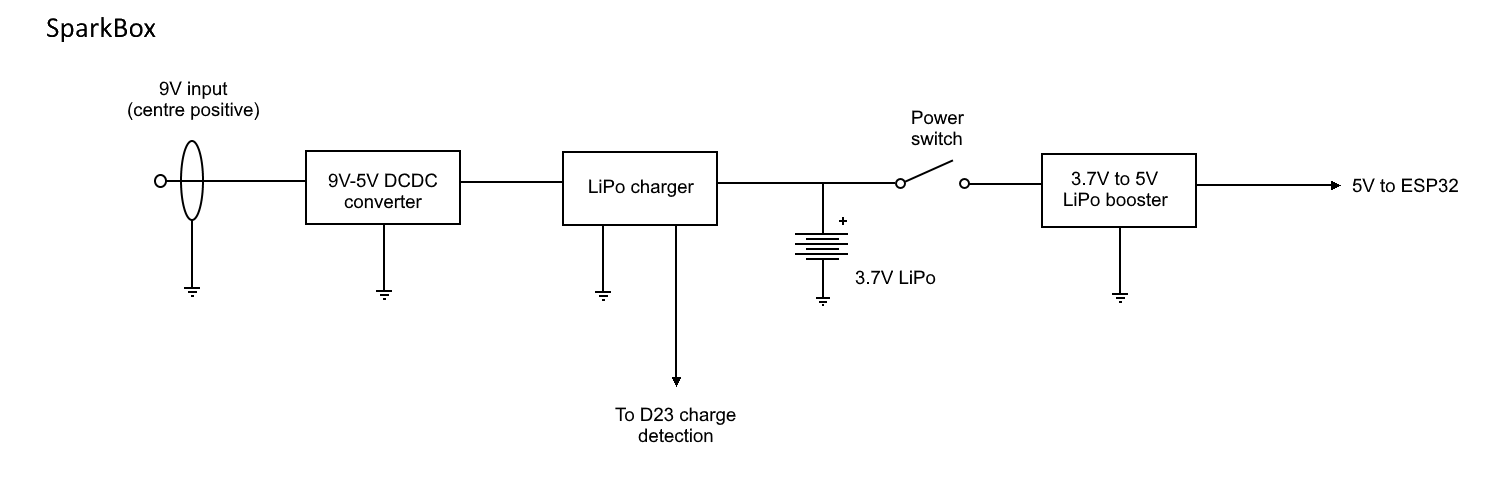 SparkBox
9V input
(centre positive)
9V-5V DCDC
converter
LiPo charger
Power
switch
+
3.7V LiPo
3.7V to 5V
LiPo booster
5V to ESP32
To D23 charge
detection